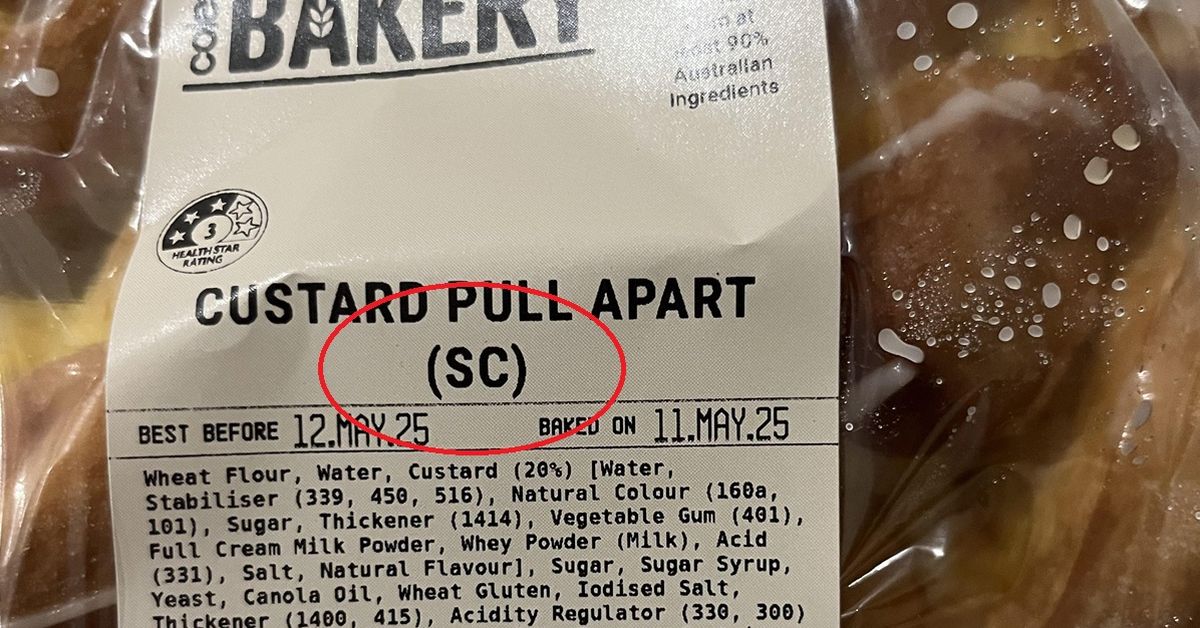 coles
BAKERY
at
90%
Australian
Ingredients
3
HEALTH STAR
RATING
CUSTARD PULL APART
(SC)
BEST BEFORE 12.MAY.25 BAKED ON 11.MAY.25
Wheat Flour, Water, Custard (20%) [Water,
Stabiliser (339, 450, 516), Natural Colour (160a,
101), Sugar, Thickener (1414), Vegetable Gum (401),
Full Cream Milk Powder, Whey Powder (Milk), Acid
(331), Salt, Natural Flavour], Sugar, Sugar Syrup,
Yeast, Canola Oil, Wheat Gluten, Iodised Salt,
Thickener (1400, 415), Acidity Regulator (330, 300)